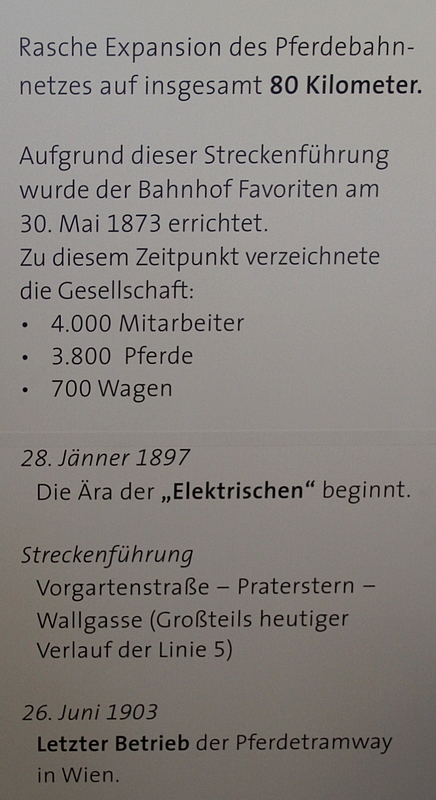 Rasche Expansion des Pferdebahn-
netzes auf insgesamt 80 Kilometer.
Aufgrund dieser Streckenführung
wurde der Bahnhof Favoriten am
30. Mai 1873 errichtet.
Zu diesem Zeitpunkt verzeichnete
die Gesellschaft:
• 4.000 Mitarbeiter
• 3.800 Pferde
• 700 Wagen
28. Jänner 1897
Die Ära der „Elektrischen“ beginnt.
Streckenführung
Vorgartenstraße – Praterstern –
Wallgasse (Großteils heutiger
Verlauf der Linie 5)
26. Juni 1903
Letzter Betrieb der Pferdetramway
in Wien.